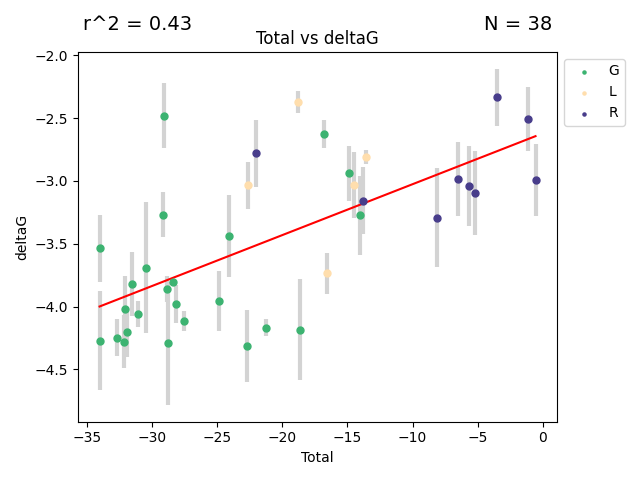 r^2 = 0.43
N = 38
Total vs deltaG
−2.0
−2.5
−3.0
−3.5
−4.0
−4.5
deltaG
−35
−30
−25
−20
−15
−10
−5
0
Total
G
L
R